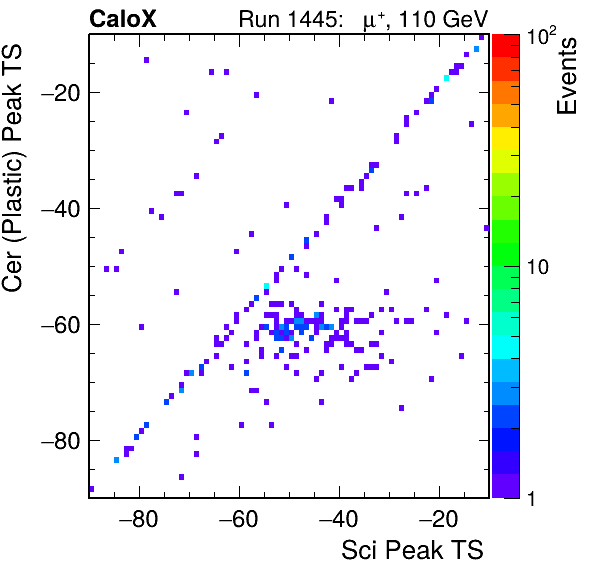 CaloX Run 1445: μ⁺, 110 GeV
Cer (Plastic) Peak TS
−20
−40
−60
−80
−80 −60 −40 −20
Sci Peak TS
10²
10
1
Events